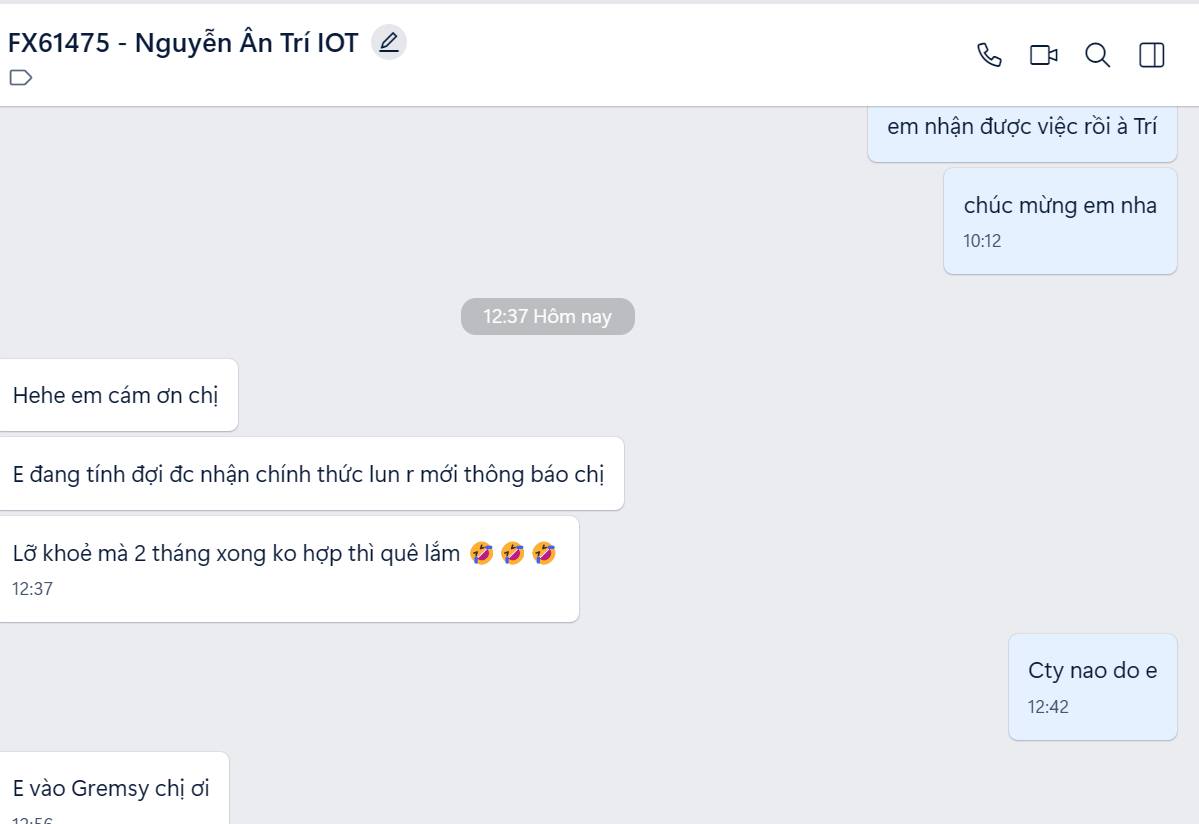 FX61475 - Nguyễn Ân Trí IOT
em nhận được việc rồi à Trí
chúc mừng em nha
10:12
12:37 Hôm nay
Hehe em cám ơn chị
E đang tính đợi đc nhận chính thức lun r mới thông báo chị
Lỡ khoẻ mà 2 tháng xong ko hợp thì quê lắm 🤣🤣🤣
12:37
Cty nao do e
12:42
E vào Gremsy chị ơi
12:56